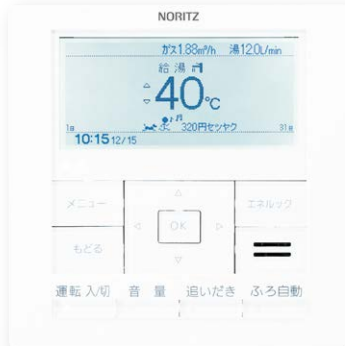 NORITZ
ガス1.88m³/h 湯12.0L/min
給湯
40℃
1日 320円セツヤク 31日
10:15 12/15
メニュー エネルック
OK
もどる
運転 入/切 音量 追いだき ふろ自動